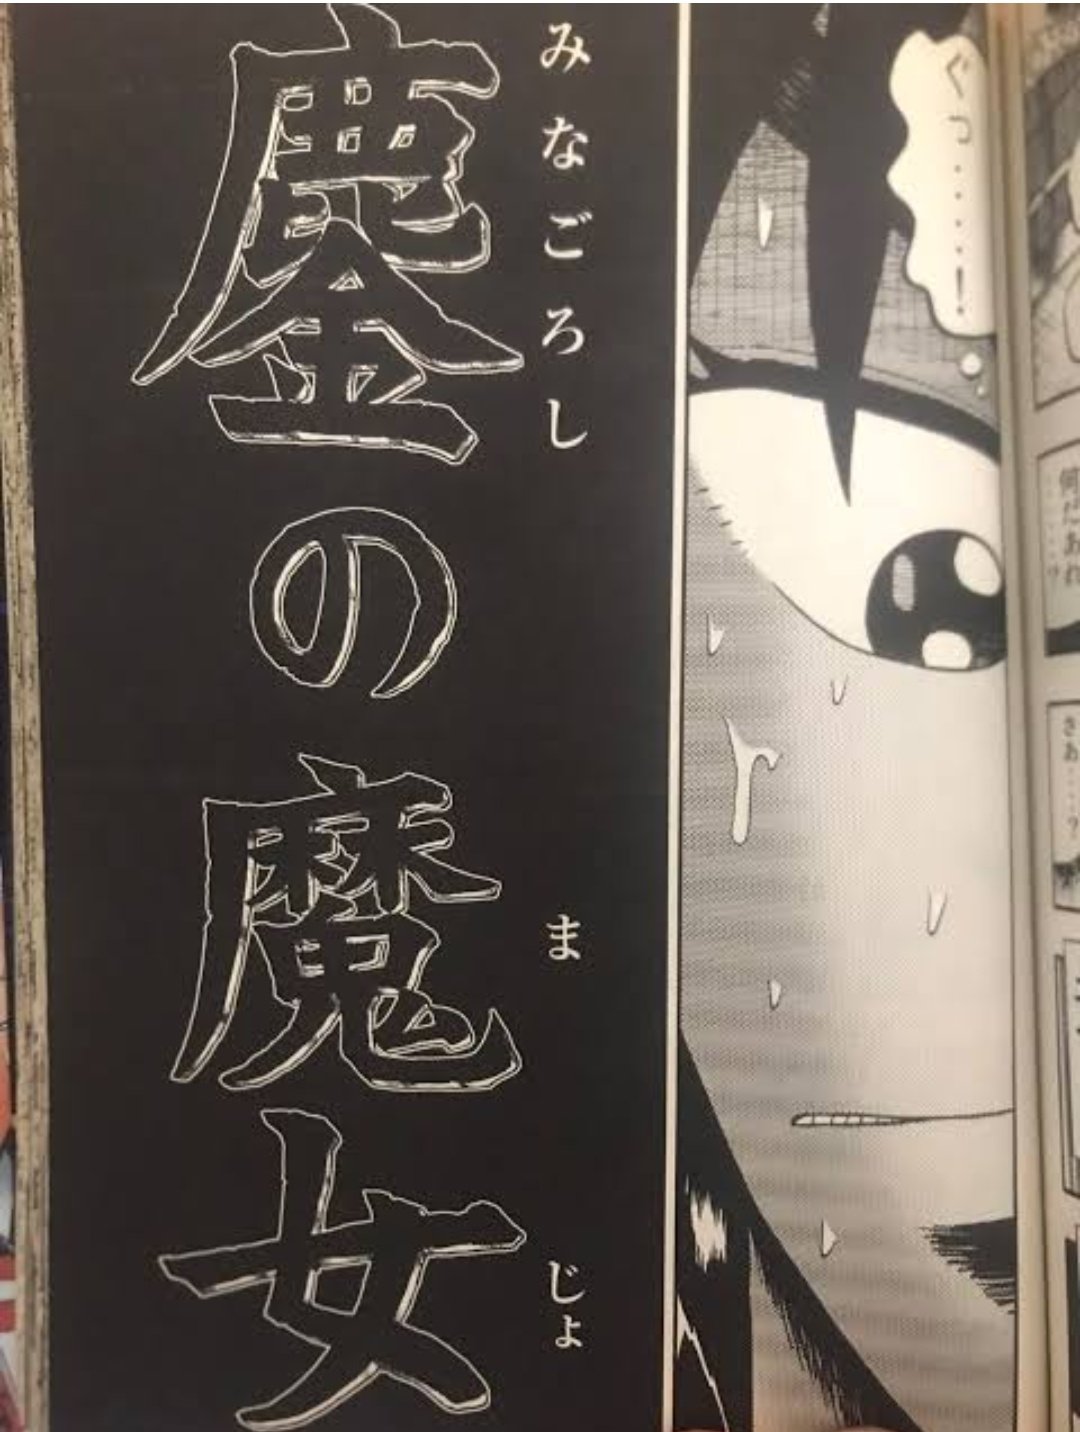 何だあれ
……?
さあ…?
ぐっ……!
みなごろし　ま　じょ
鏖の魔女